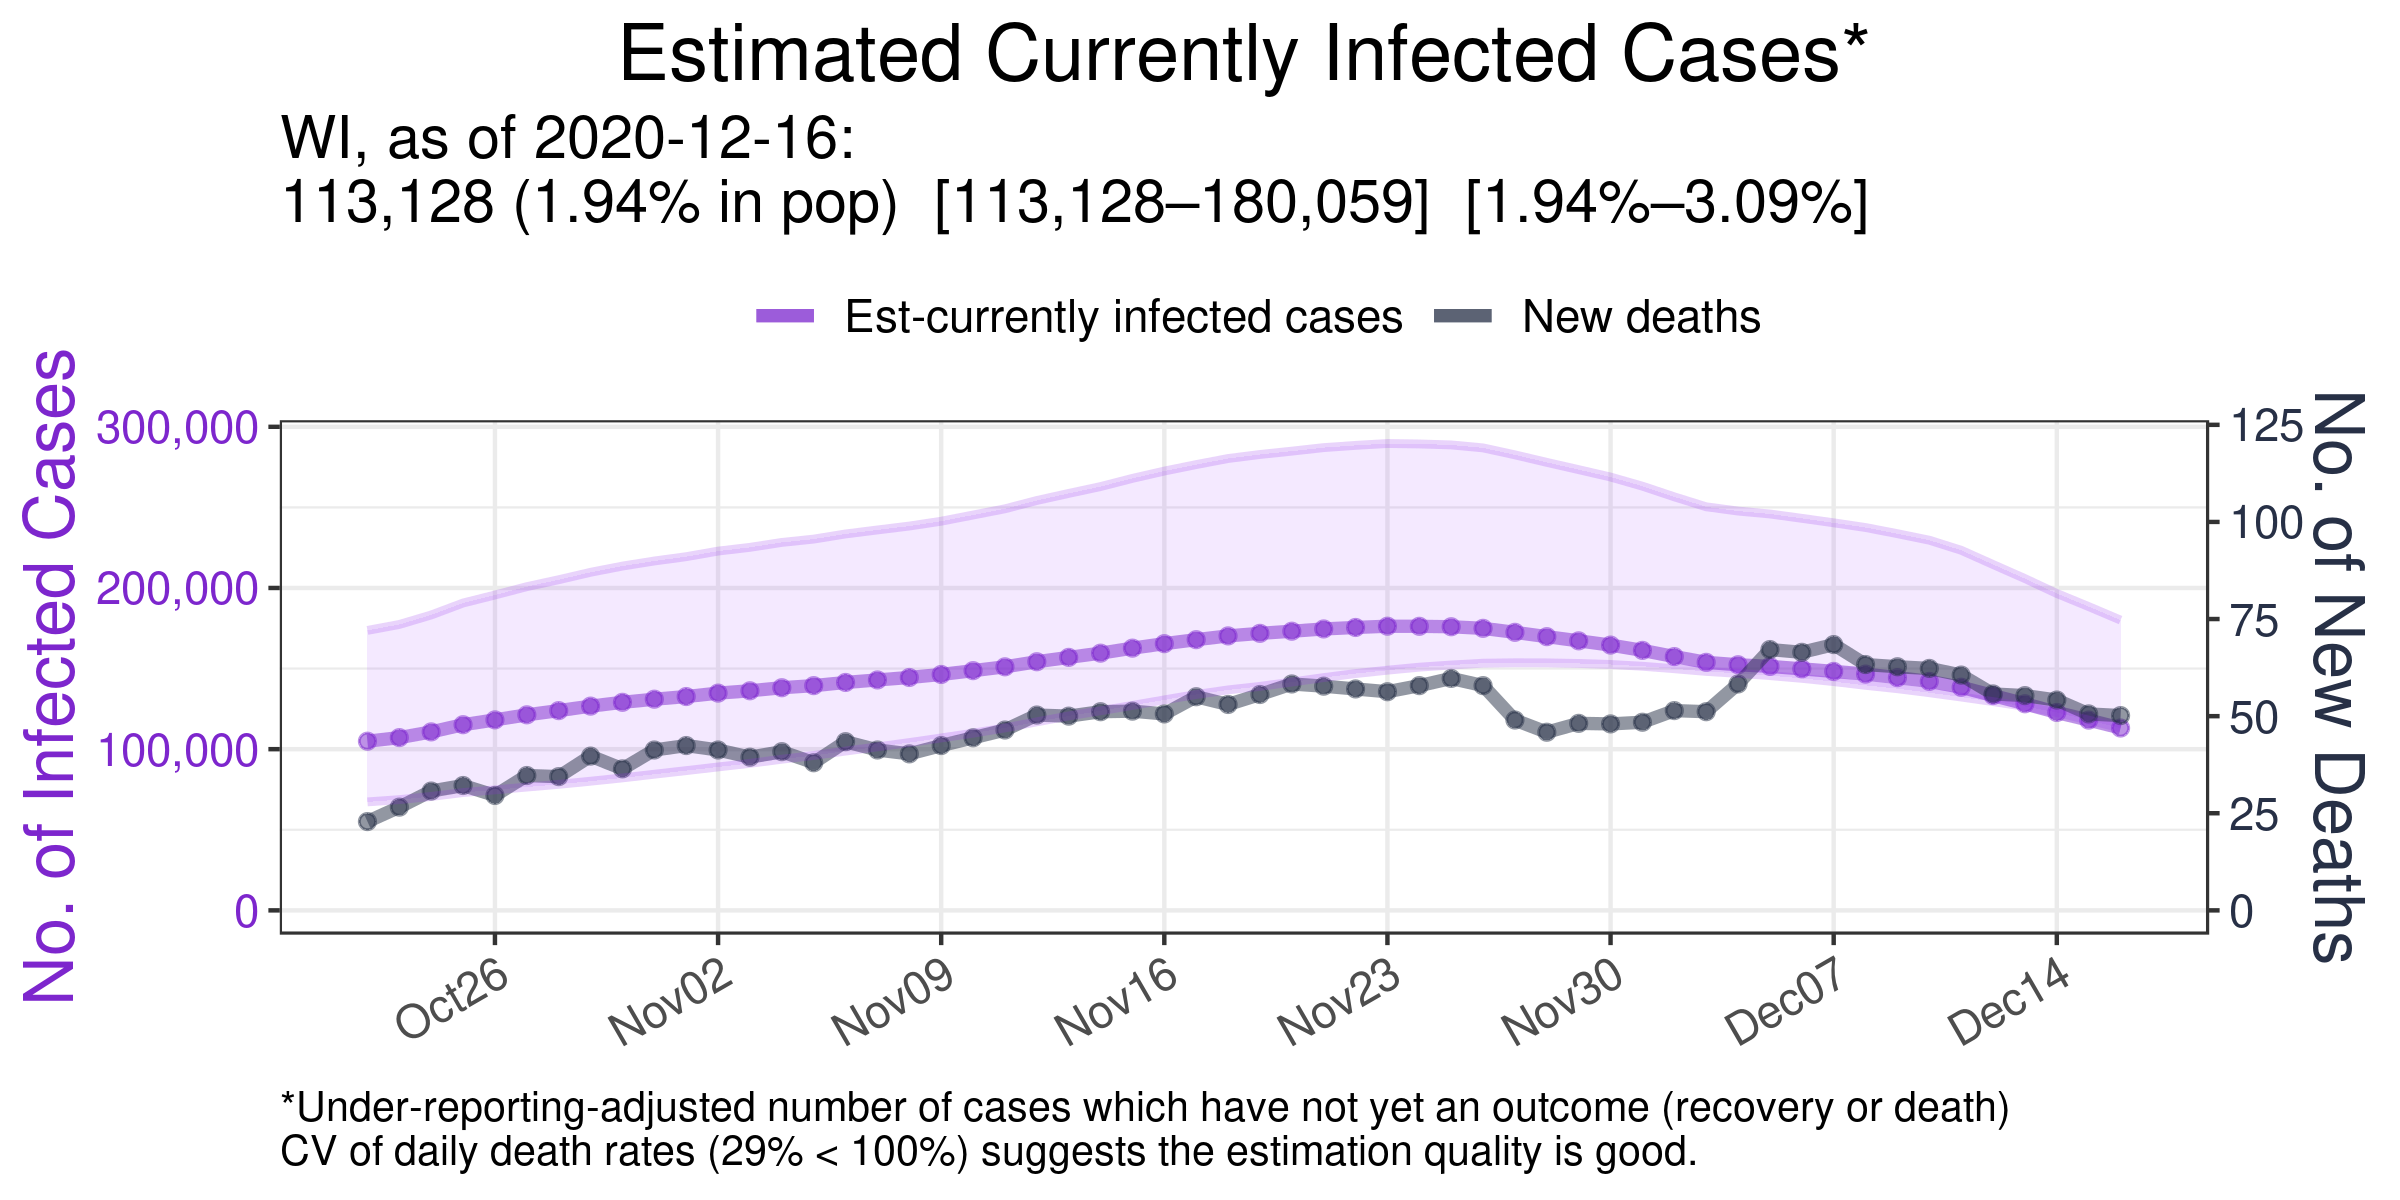 Estimated Currently Infected Cases*
WI, as of 2020-12-16:
113,128 (1.94% in pop)  [113,128–180,059]  [1.94%–3.09%]
Est-currently infected cases
New deaths
No. of Infected Cases
300,000
200,000
100,000
0
125
100
75
50
25
0
No. of New Deaths
Oct26
Nov02
Nov09
Nov16
Nov23
Nov30
Dec07
Dec14
*Under-reporting-adjusted number of cases which have not yet an outcome (recovery or death)
CV of daily death rates (29% < 100%) suggests the estimation quality is good.